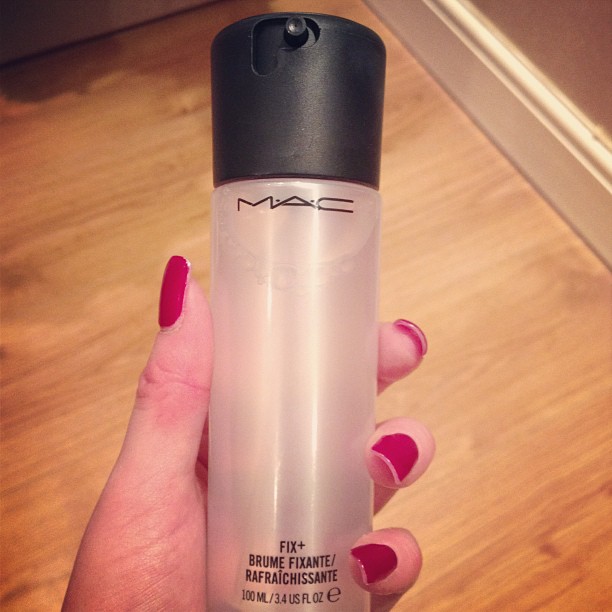 M·A·C
FIX+
BRUME FIXANTE/
RAFRAÎCHISSANTE
100 ML/3.4 US FL OZ ℮